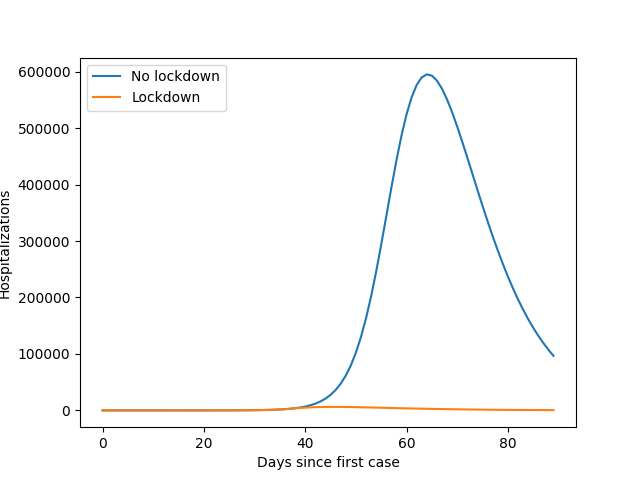 No lockdown
Lockdown
600000
500000
400000
300000
200000
100000
0
Hospitalizations
0 20 40 60 80
Days since first case